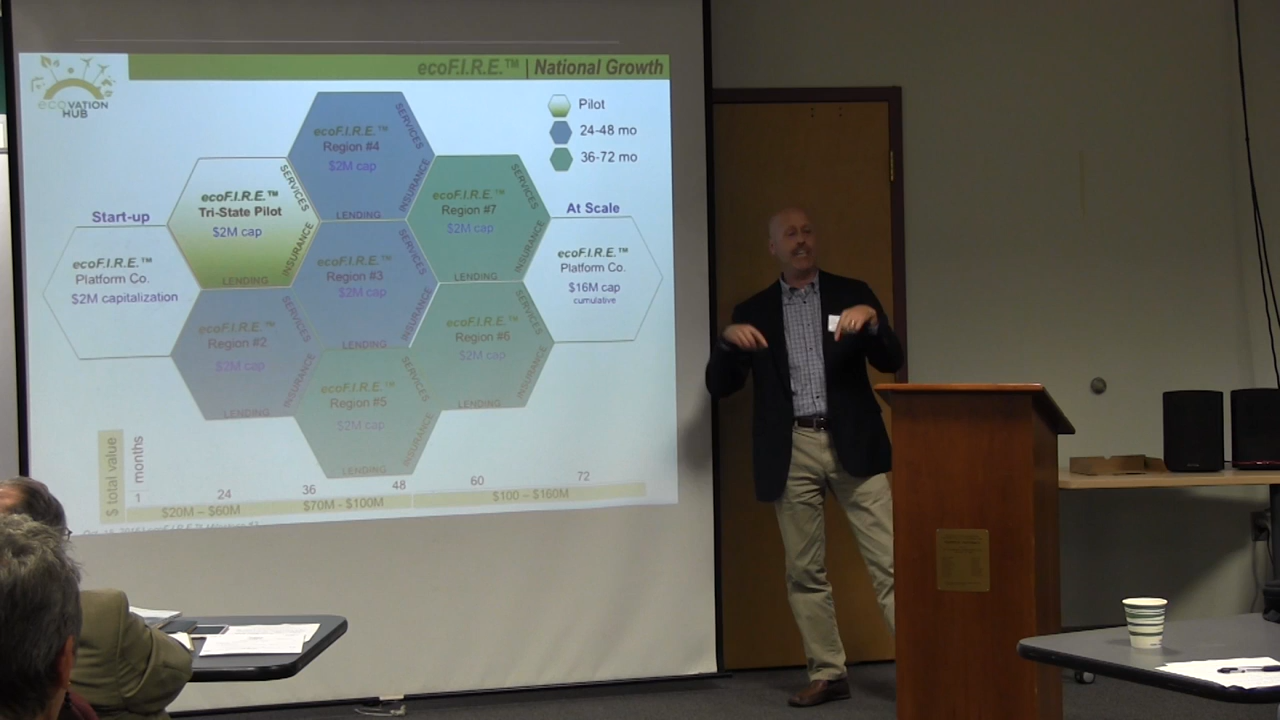 ecoF.I.R.E.™ | National Growth
ecoVATION
HUB
Pilot
24-48 mo
36-72 mo
ecoF.I.R.E.™
Region #4
$2M cap
SERVICES
INSURANCE
LENDING
ecoF.I.R.E.™
Tri-State Pilot
$2M cap
SERVICES
INSURANCE
LENDING
ecoF.I.R.E.™
Region #7
$2M cap
SERVICES
INSURANCE
LENDING
Start-up
ecoF.I.R.E.™
Platform Co.
$2M capitalization
ecoF.I.R.E.™
Region #3
$2M cap
SERVICES
INSURANCE
LENDING
At Scale
ecoF.I.R.E.™
Platform Co.
$16M cap
cumulative
ecoF.I.R.E.™
Region #2
$2M cap
SERVICES
INSURANCE
LENDING
ecoF.I.R.E.™
Region #6
$2M cap
SERVICES
INSURANCE
LENDING
ecoF.I.R.E.™
Region #5
$2M cap
SERVICES
INSURANCE
LENDING
$ total value
months
1 24 36 48 60 72
$20M – $60M $70M - $100M $100 – $160M